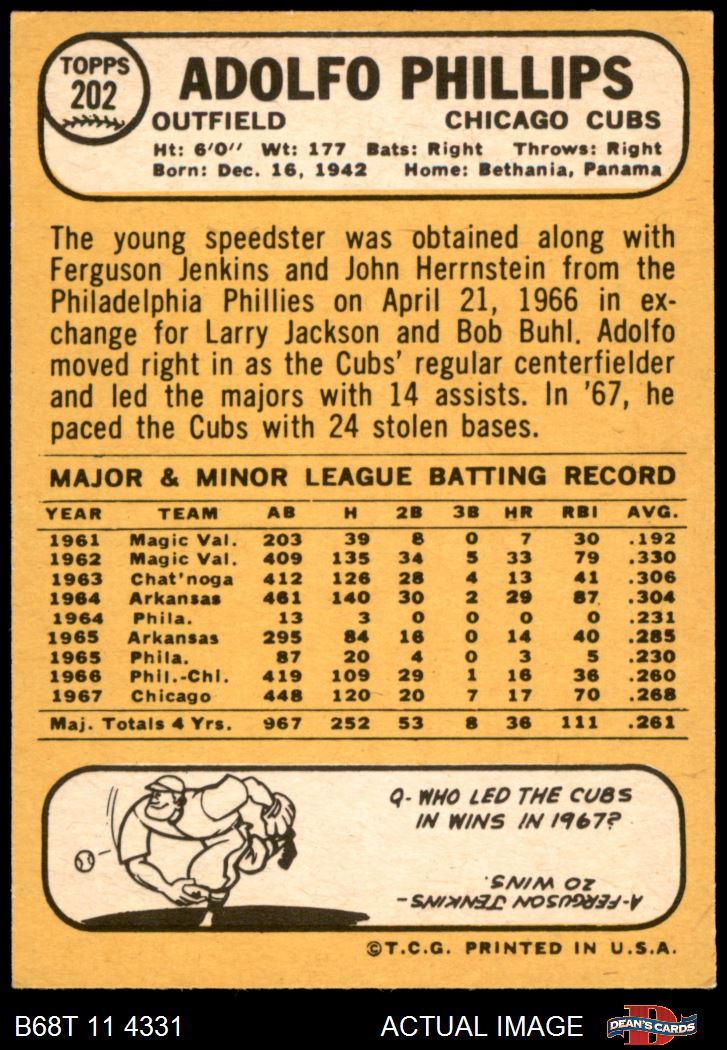 TOPPS
202
ADOLFO PHILLIPS
OUTFIELD CHICAGO CUBS
Ht: 6'0" Wt: 177 Bats: Right Throws: Right
Born: Dec. 16, 1942 Home: Bethania, Panama
The young speedster was obtained along with
Ferguson Jenkins and John Herrnstein from the
Philadelphia Phillies on April 21, 1966 in ex-
change for Larry Jackson and Bob Buhl. Adolfo
moved right in as the Cubs' regular centerfielder
and led the majors with 14 assists. In '67, he
paced the Cubs with 24 stolen bases.
MAJOR & MINOR LEAGUE BATTING RECORD
YEAR TEAM AB H 2B 3B HR RBI AVG.
1961 Magic Val. 203 39 8 0 7 30 .192
1962 Magic Val. 409 135 34 5 33 79 .330
1963 Chat'noga 412 126 28 4 13 41 .306
1964 Arkansas 461 140 30 2 29 87 .304
1964 Phila. 13 3 0 0 0 0 .231
1965 Arkansas 295 84 16 0 14 40 .285
1965 Phila. 87 20 4 0 3 5 .230
1966 Phil.-Chi. 419 109 29 1 16 36 .260
1967 Chicago 448 120 20 7 17 70 .268
Maj. Totals 4 Yrs. 967 252 53 8 36 111 .261
Q- WHO LED THE CUBS
IN WINS IN 1967?
A-FERGUSON JENKINS-
20 WINS.
©T.C.G. PRINTED IN U.S.A.
B68T 11 4331 ACTUAL IMAGE
D
DEAN'S CARDS